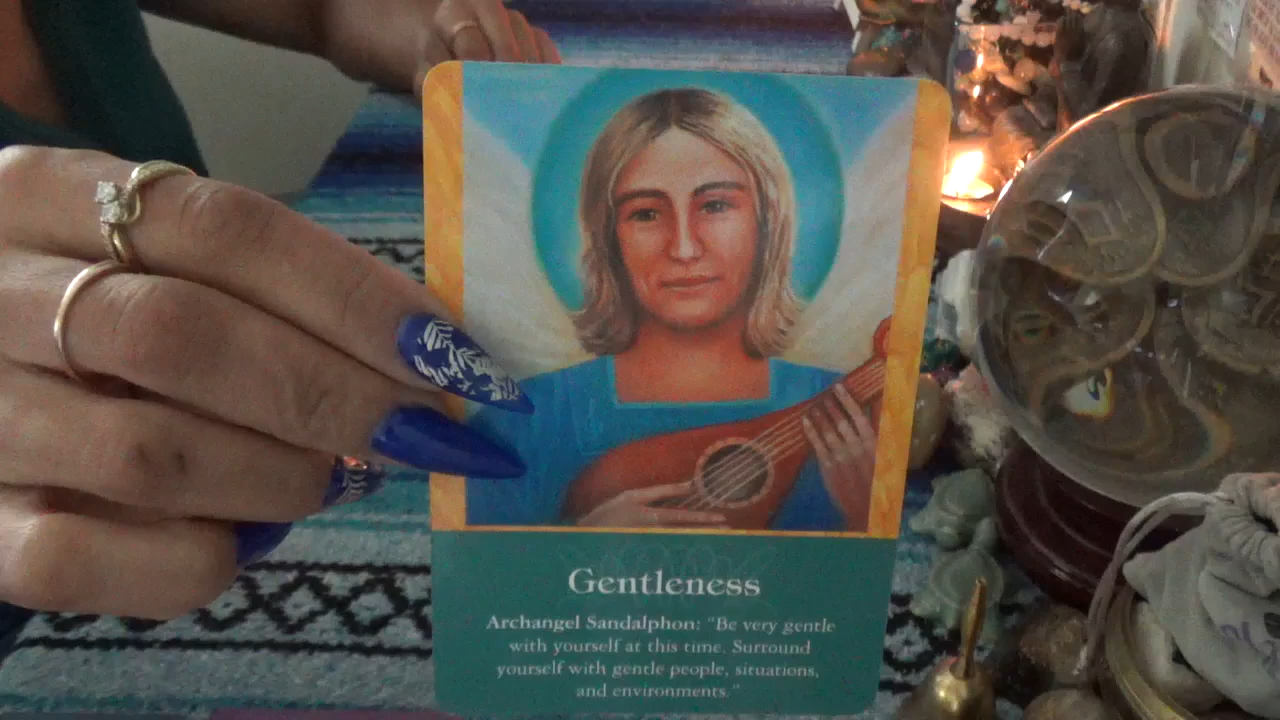 Gentleness
Archangel Sandalphon: "Be very gentle
with yourself at this time. Surround
yourself with gentle people, situations,
and environments."